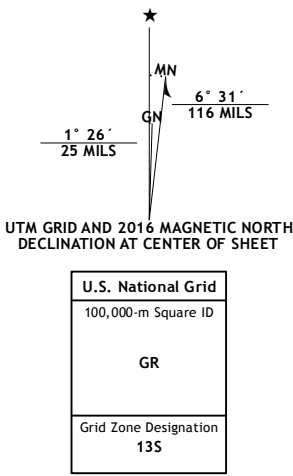 ★
MN
GN
6° 31´
116 MILS
1° 26´
25 MILS
UTM GRID AND 2016 MAGNETIC NORTH
DECLINATION AT CENTER OF SHEET
U.S. National Grid
100,000-m Square ID
GR
Grid Zone Designation
13S